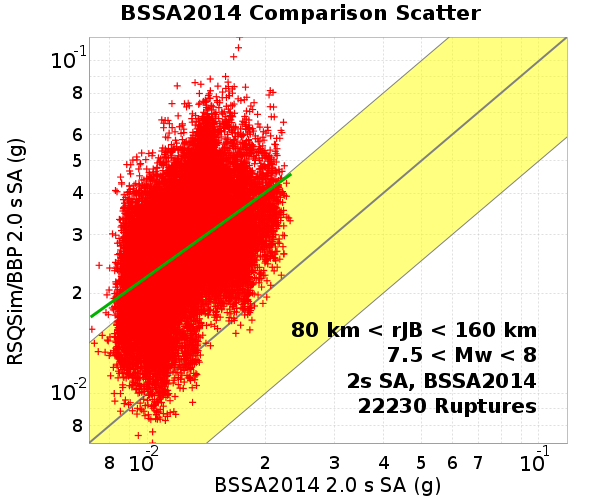 BSSA2014 Comparison Scatter
RSQSim/BBP 2.0 s SA (g)
10-1
8
6
5
4
3
2
10-2
8
80 km < rJB < 160 km
7.5 < Mw < 8
2s SA, BSSA2014
22230 Ruptures
8 10-2 2 3 4 5 6 7 10-1
BSSA2014 2.0 s SA (g)